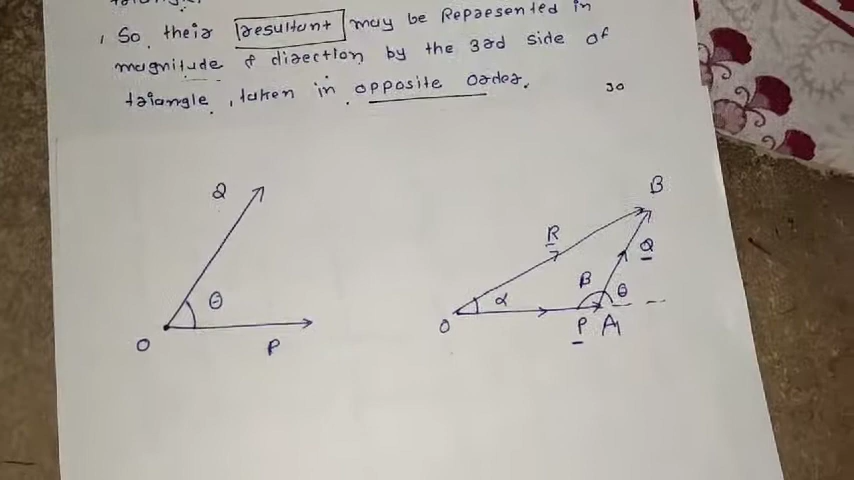 So their resultant may be Represented in
magnitude & direction by the 3rd side of
triangle, taken in opposite order.
30
Q
θ
O
P
B
R
Q
β
θ
α
O
P A